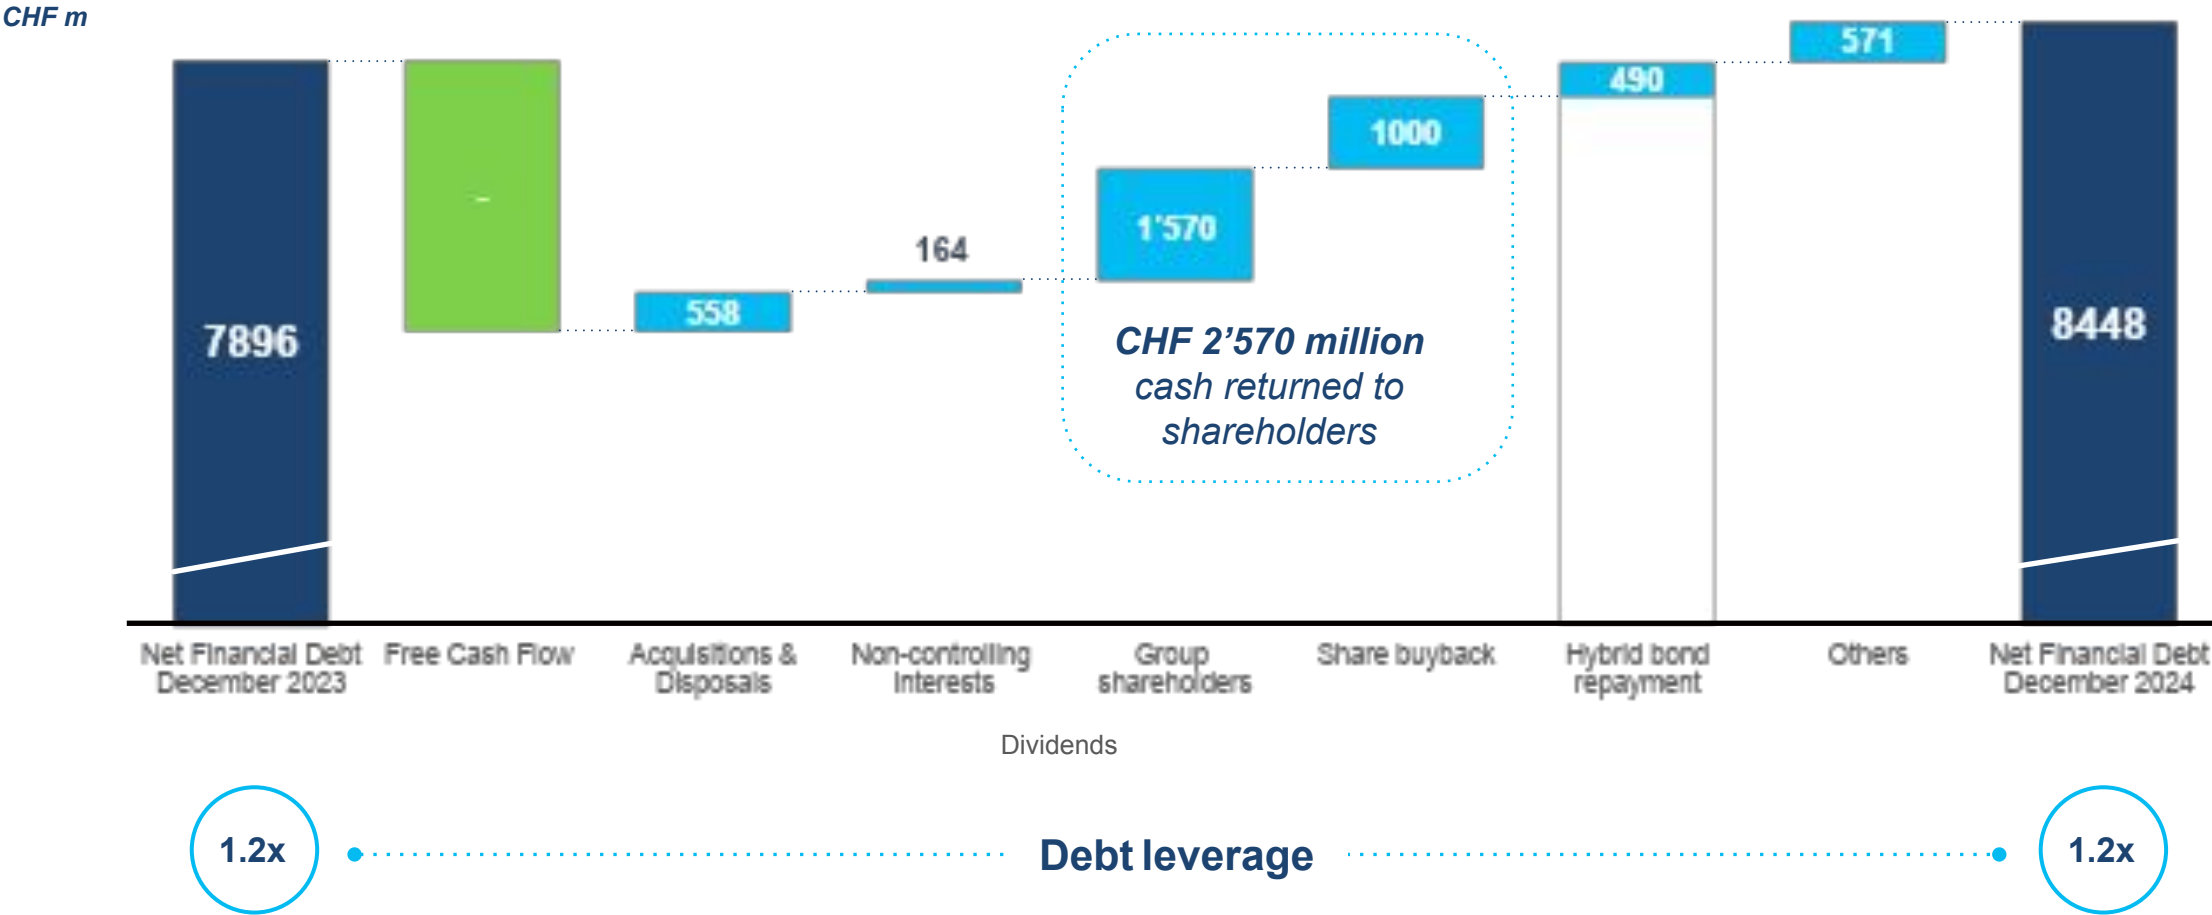 CHF m
7896
–
558
164
1'570
1000
490
571
8448
CHF 2’570 million
cash returned to
shareholders
Net Financial Debt
December 2023
Free Cash Flow
Acquisitions &
Disposals
Non-controlling
Interests
Group
shareholders
Share buyback
Hybrid bond
repayment
Others
Net Financial Debt
December 2024
Dividends
1.2x
Debt leverage
1.2x